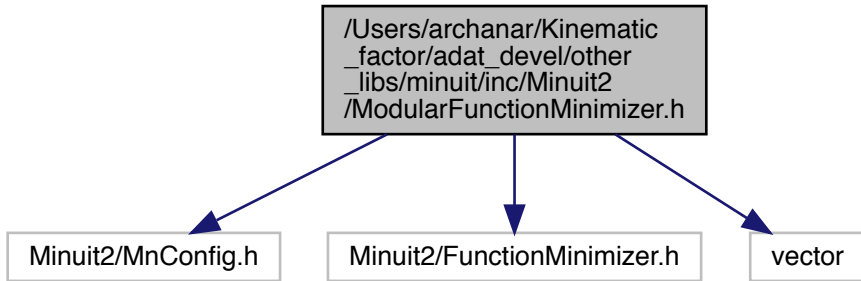 /Users/archanar/Kinematic
_factor/adat_devel/other
_libs/minuit/inc/Minuit2
/ModularFunctionMinimizer.h
Minuit2/MnConfig.h
Minuit2/FunctionMinimizer.h
vector